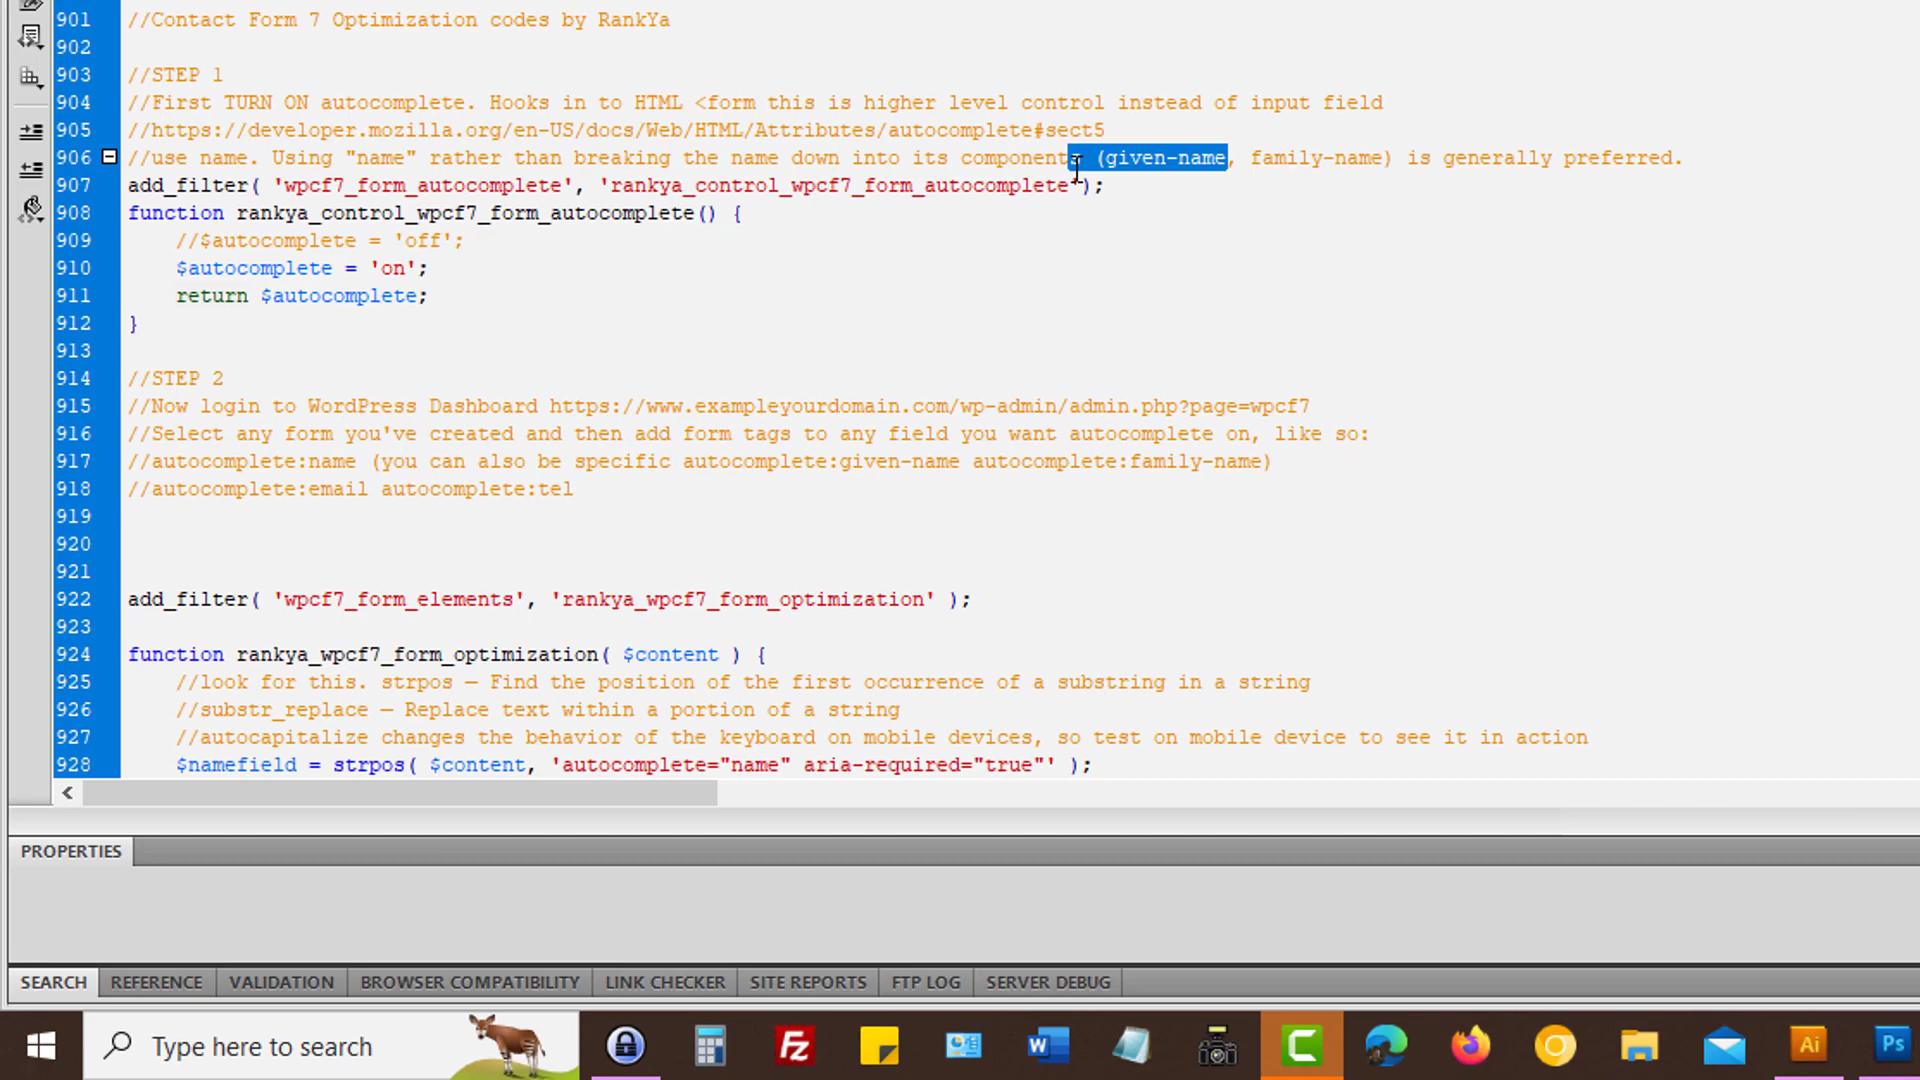 901 //Contact Form 7 Optimization codes by RankYa
902
903 //STEP 1
904 //First TURN ON autocomplete. Hooks in to HTML <form this is higher level control instead of input field
905 //https://developer.mozilla.org/en-US/docs/Web/HTML/Attributes/autocomplete#sect5
906 //use name. Using "name" rather than breaking the name down into its components (given-name, family-name) is generally preferred.
907 add_filter( 'wpcf7_form_autocomplete', 'rankya_control_wpcf7_form_autocomplete');
908 function rankya_control_wpcf7_form_autocomplete() {
909 //$autocomplete = 'off';
910 $autocomplete = 'on';
911 return $autocomplete;
912 }
913
914 //STEP 2
915 //Now login to WordPress Dashboard https://www.exampleyourdomain.com/wp-admin/admin.php?page=wpcf7
916 //Select any form you've created and then add form tags to any field you want autocomplete on, like so:
917 //autocomplete:name (you can also be specific autocomplete:given-name autocomplete:family-name)
918 //autocomplete:email autocomplete:tel
919
920
921
922 add_filter( 'wpcf7_form_elements', 'rankya_wpcf7_form_optimization' );
923
924 function rankya_wpcf7_form_optimization( $content ) {
925 //look for this. strpos — Find the position of the first occurrence of a substring in a string
926 //substr_replace — Replace text within a portion of a string
927 //autocapitalize changes the behavior of the keyboard on mobile devices, so test on mobile device to see it in action
928 $namefield = strpos( $content, 'autocomplete="name" aria-required="true"' );
PROPERTIES
SEARCH REFERENCE VALIDATION BROWSER COMPATIBILITY LINK CHECKER SITE REPORTS FTP LOG SERVER DEBUG
Type here to search Fz W C Ai Ps